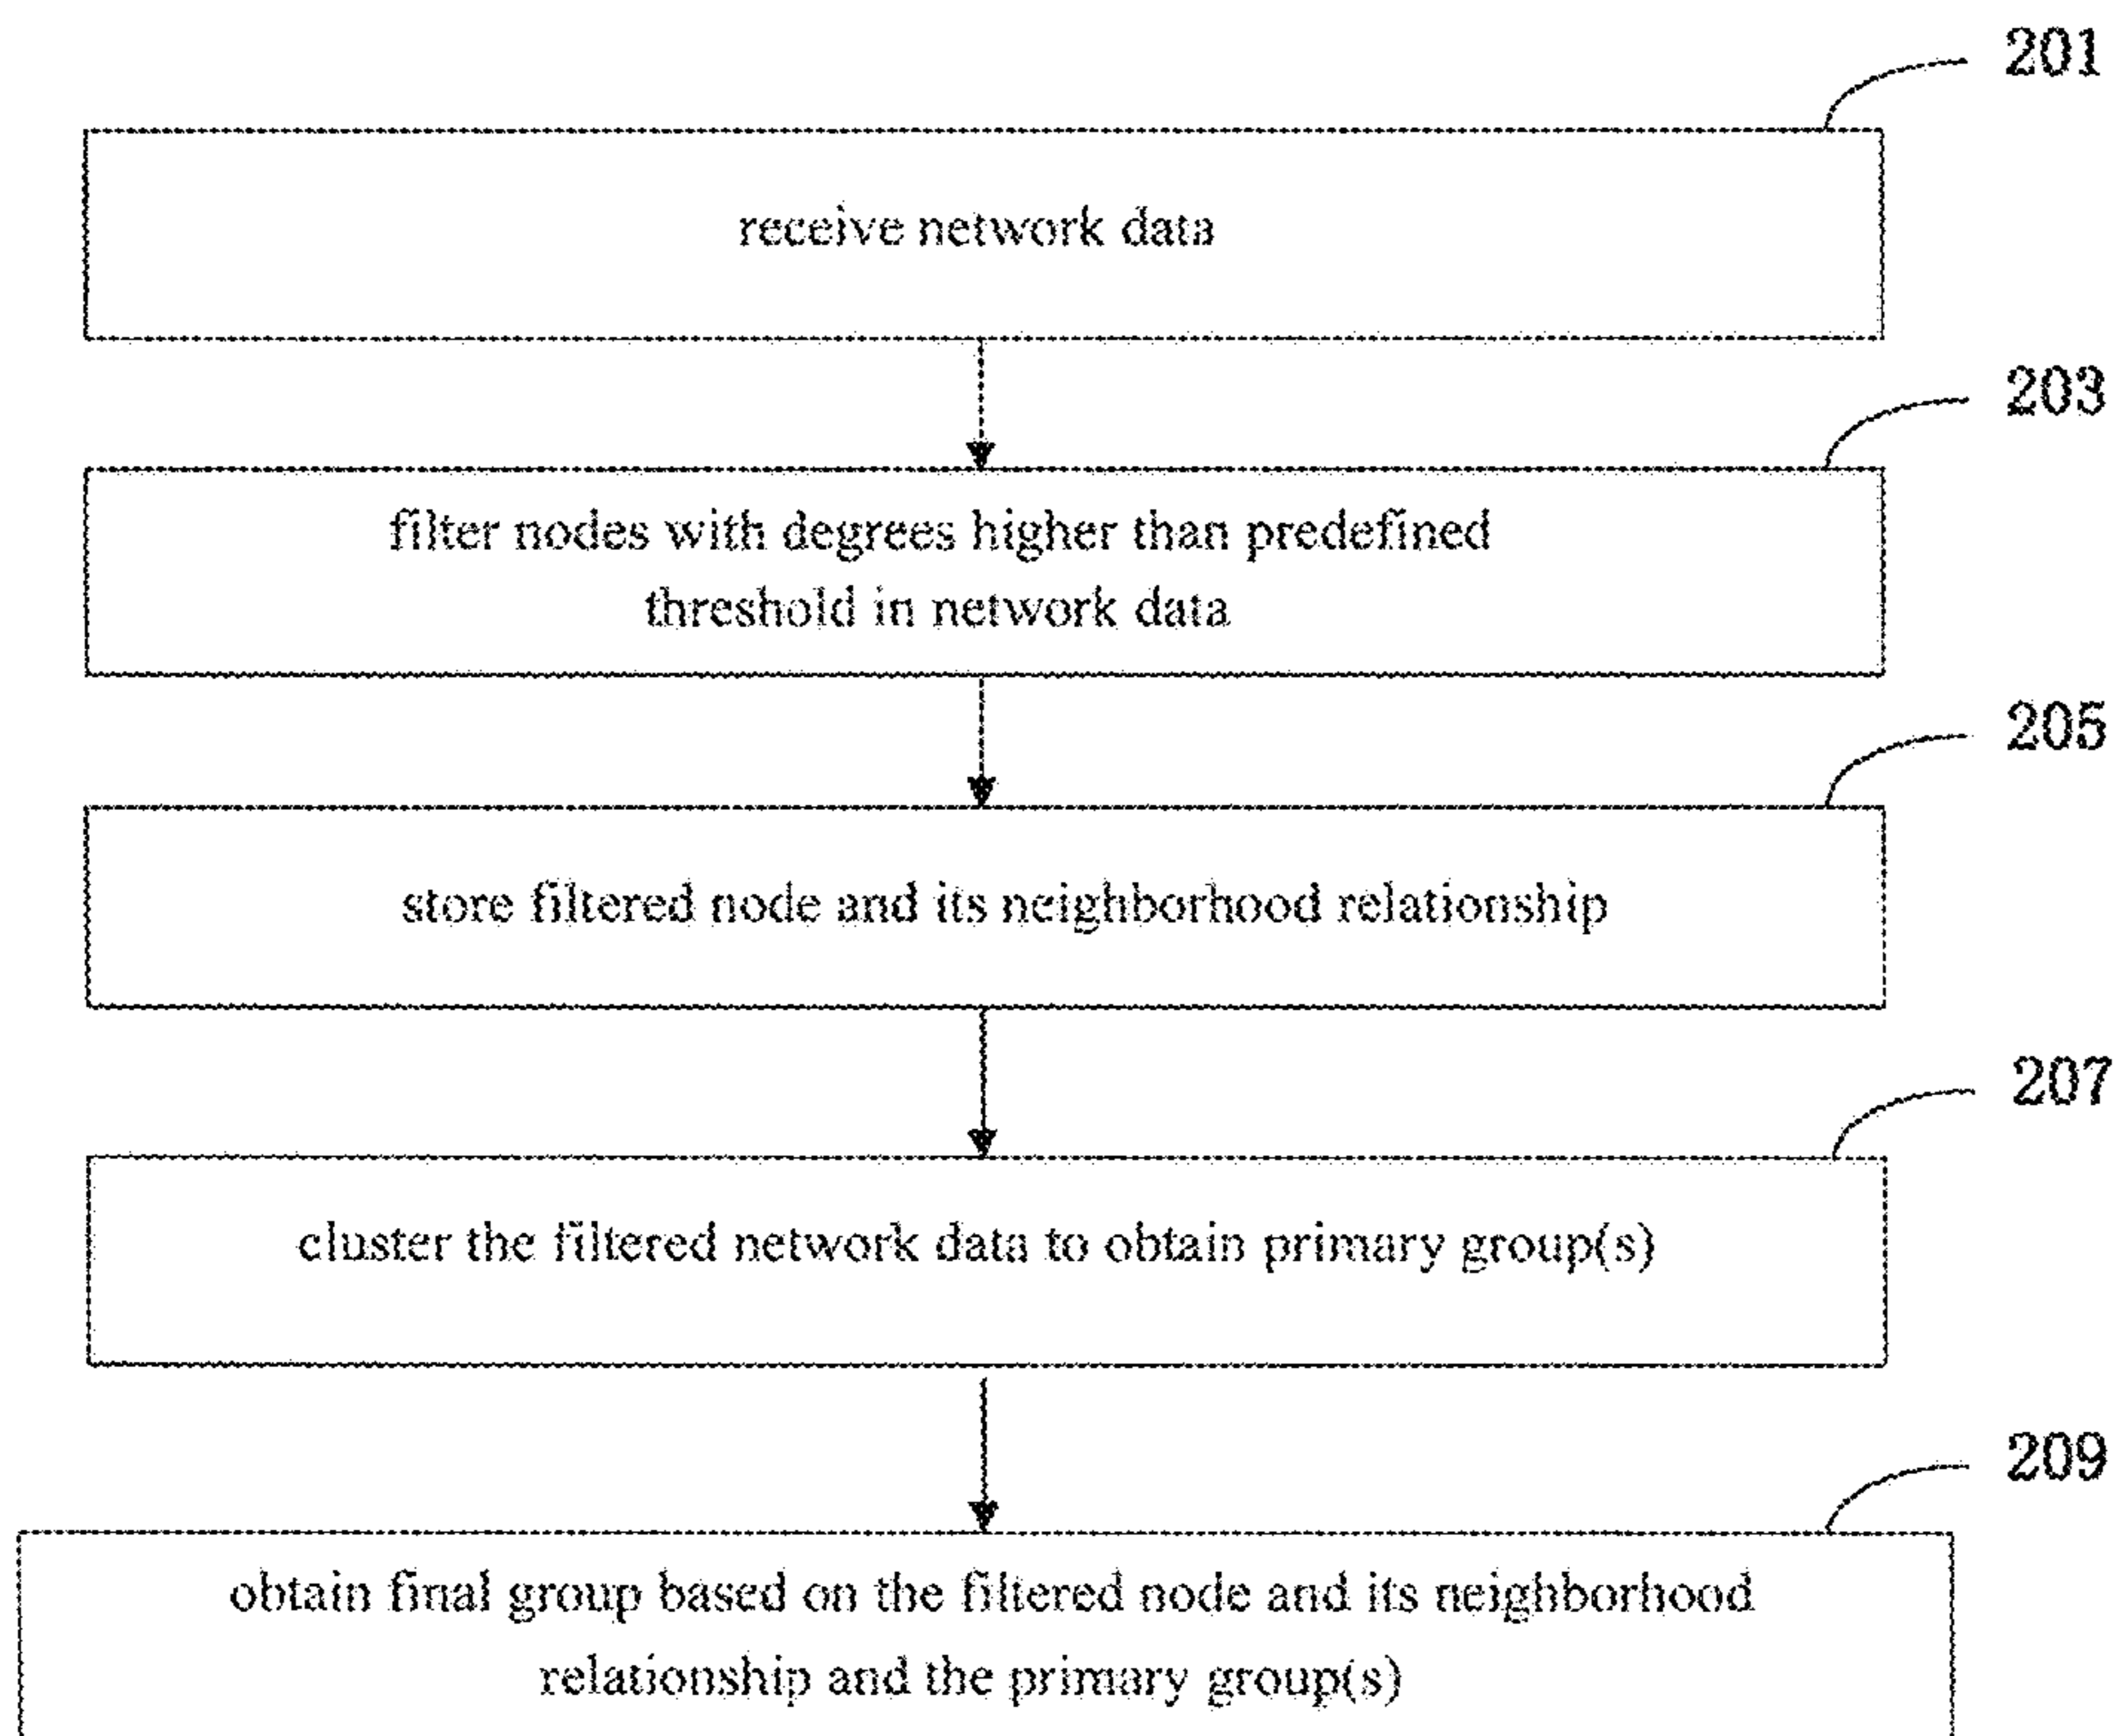 201
receive network data
203
filter nodes with degrees higher than predefined
threshold in network data
205
store filtered node and its neighborhood relationship
207
cluster the filtered network data to obtain primary group(s)
209
obtain final group based on the filtered node and its neighborhood
relationship and the primary group(s)